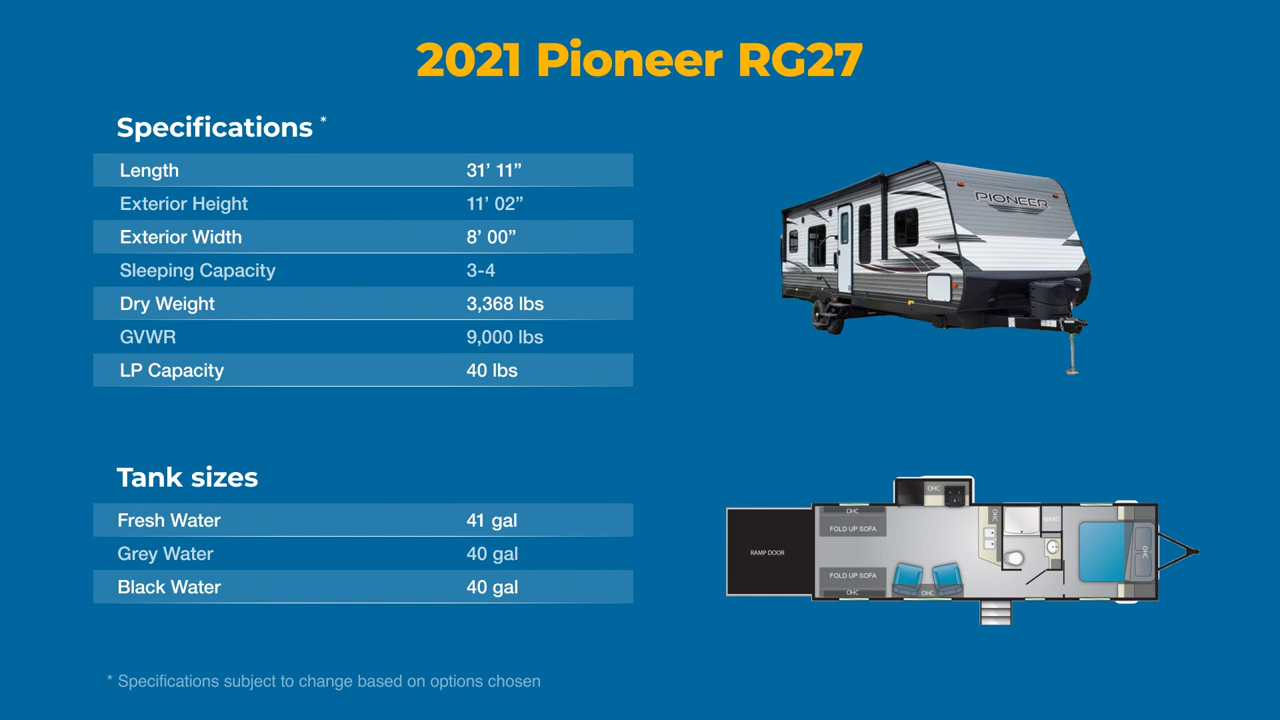 2021 Pioneer RG27
Specifications *
Length 31’ 11”
Exterior Height 11’ 02”
Exterior Width 8’ 00”
Sleeping Capacity 3-4
Dry Weight 3,368 lbs
GVWR 9,000 lbs
LP Capacity 40 lbs
PIONEER
Tank sizes
Fresh Water 41 gal
Grey Water 40 gal
Black Water 40 gal
OHC
OHC
FOLD UP SOFA
OHC
RAMP DOOR
OHC
FOLD UP SOFA
OHC
OHC
* Specifications subject to change based on options chosen